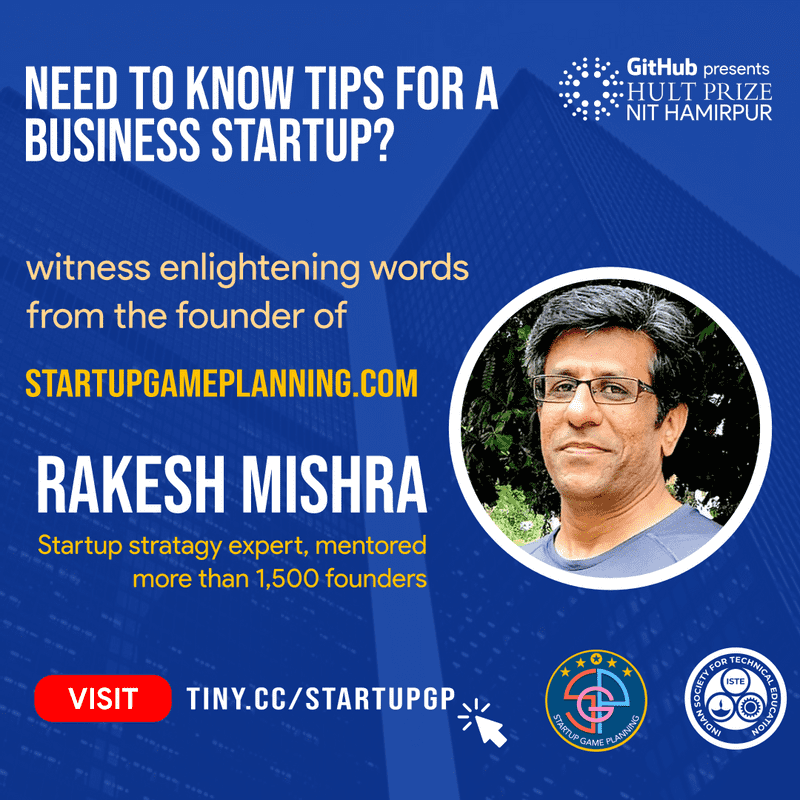 NEED TO KNOW TIPS FOR A
BUSINESS STARTUP?
GitHub presents
HULT PRIZE
NIT HAMIRPUR
witness enlightening words
from the founder of
STARTUPGAMEPLANNING.COM
RAKESH MISHRA
Startup stratagy expert, mentored
more than 1,500 founders
VISIT
TINY.CC/STARTUPGP
STARTUP GAME PLANNING
INDIAN SOCIETY FOR TECHNICAL EDUCATION
ISTE